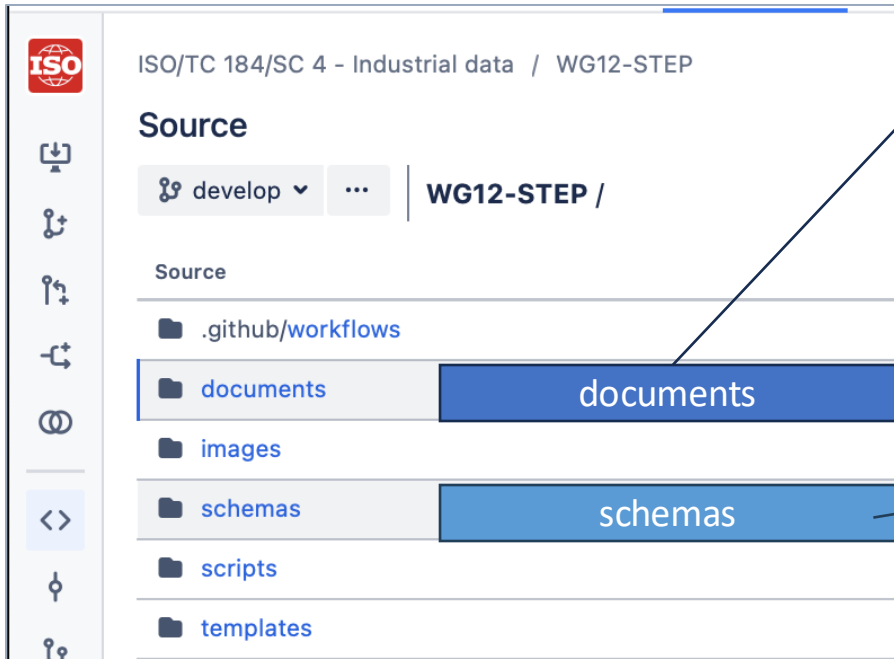 ISO
ISO/TC 184/SC 4 - Industrial data / WG12-STEP
Source
develop ... WG12-STEP /
Source
.github/workflows
documents documents
images
schemas schemas
scripts
templates